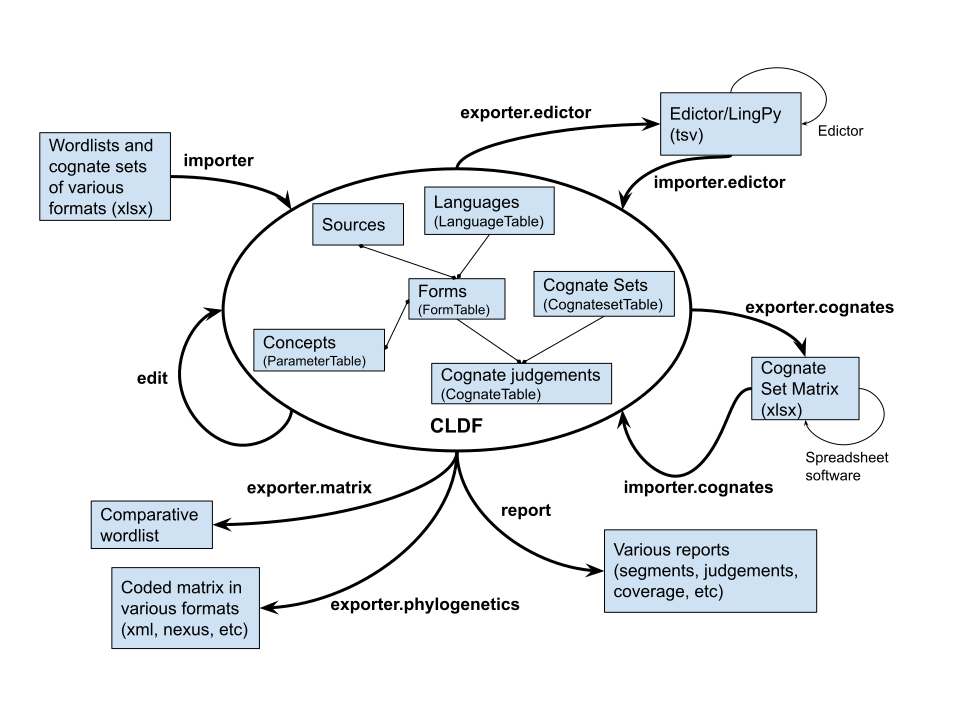 exporter.edictor
Edictor/LingPy
(tsv)
Edictor
Wordlists and
cognate sets
of various
formats (xlsx)
importer
importer.edictor
Sources
Languages
(LanguageTable)
Forms
(FormTable)
Cognate Sets
(CognatesetTable)
Concepts
(ParameterTable)
Cognate judgements
(CognateTable)
CLDF
edit
exporter.cognates
Cognate
Set Matrix
(xlsx)
Spreadsheet
software
importer.cognates
exporter.matrix
Comparative
wordlist
report
Various reports
(segments, judgements,
coverage, etc)
Coded matrix in
various formats
(xml, nexus, etc)
exporter.phylogenetics